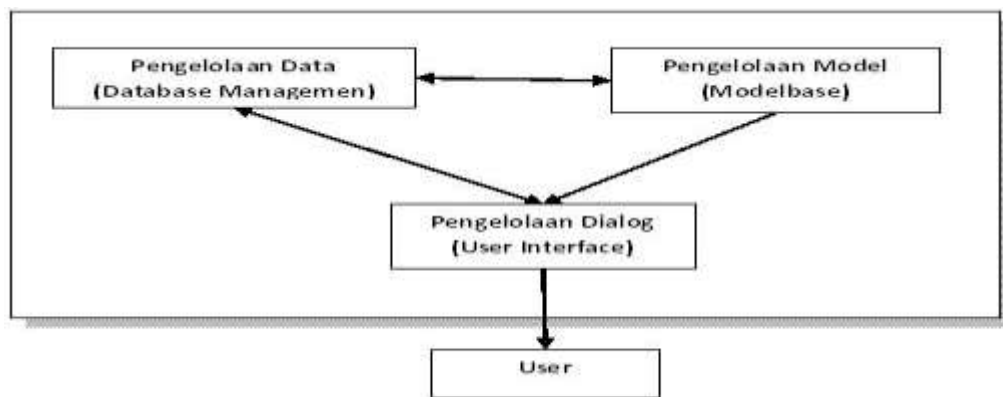 Pengelolaan Data
(Database Managemen)
Pengelolaan Model
(Modelbase)
Pengelolaan Dialog
(User Interface)
User